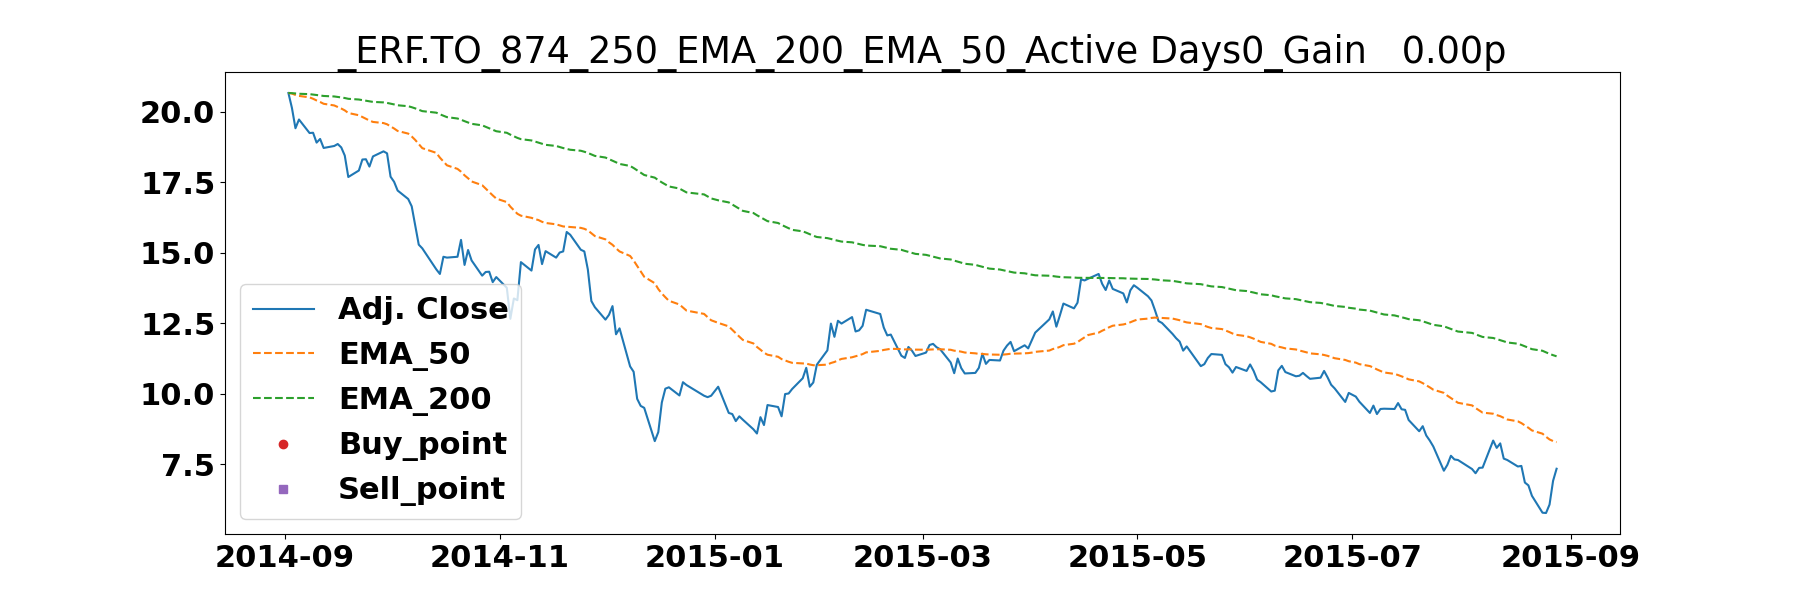 _ERF.TO_874_250_EMA_200_EMA_50_Active Days0_Gain 0.00p
20.0
17.5
15.0
12.5
10.0
7.5
Adj. Close
EMA_50
EMA_200
Buy_point
Sell_point
2014-09 2014-11 2015-01 2015-03 2015-05 2015-07 2015-09